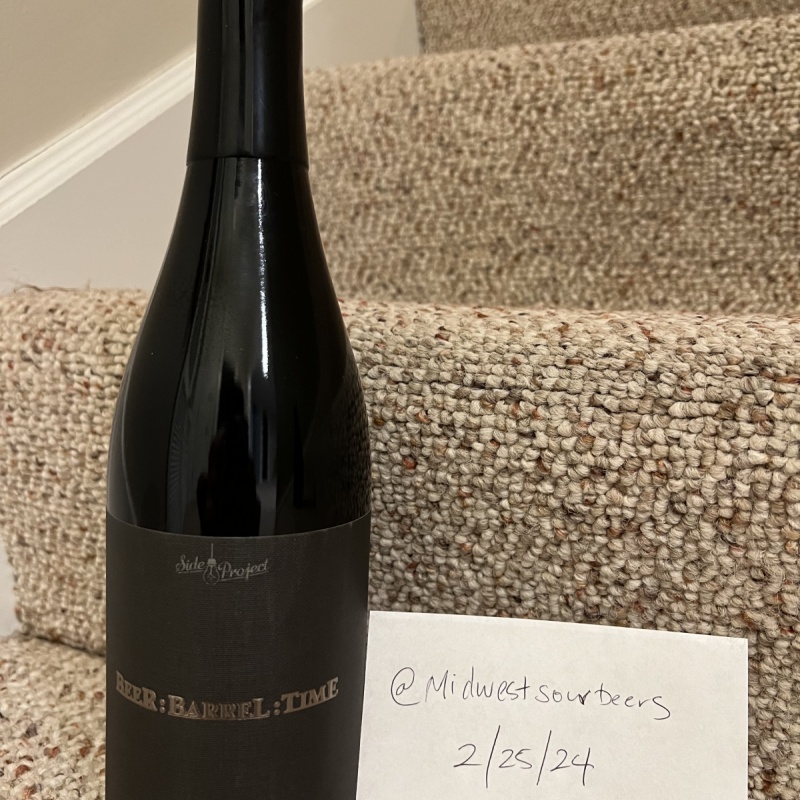 Side Project
BEER:BARREL:TIME
@Midwestsourbeers
2/25/24